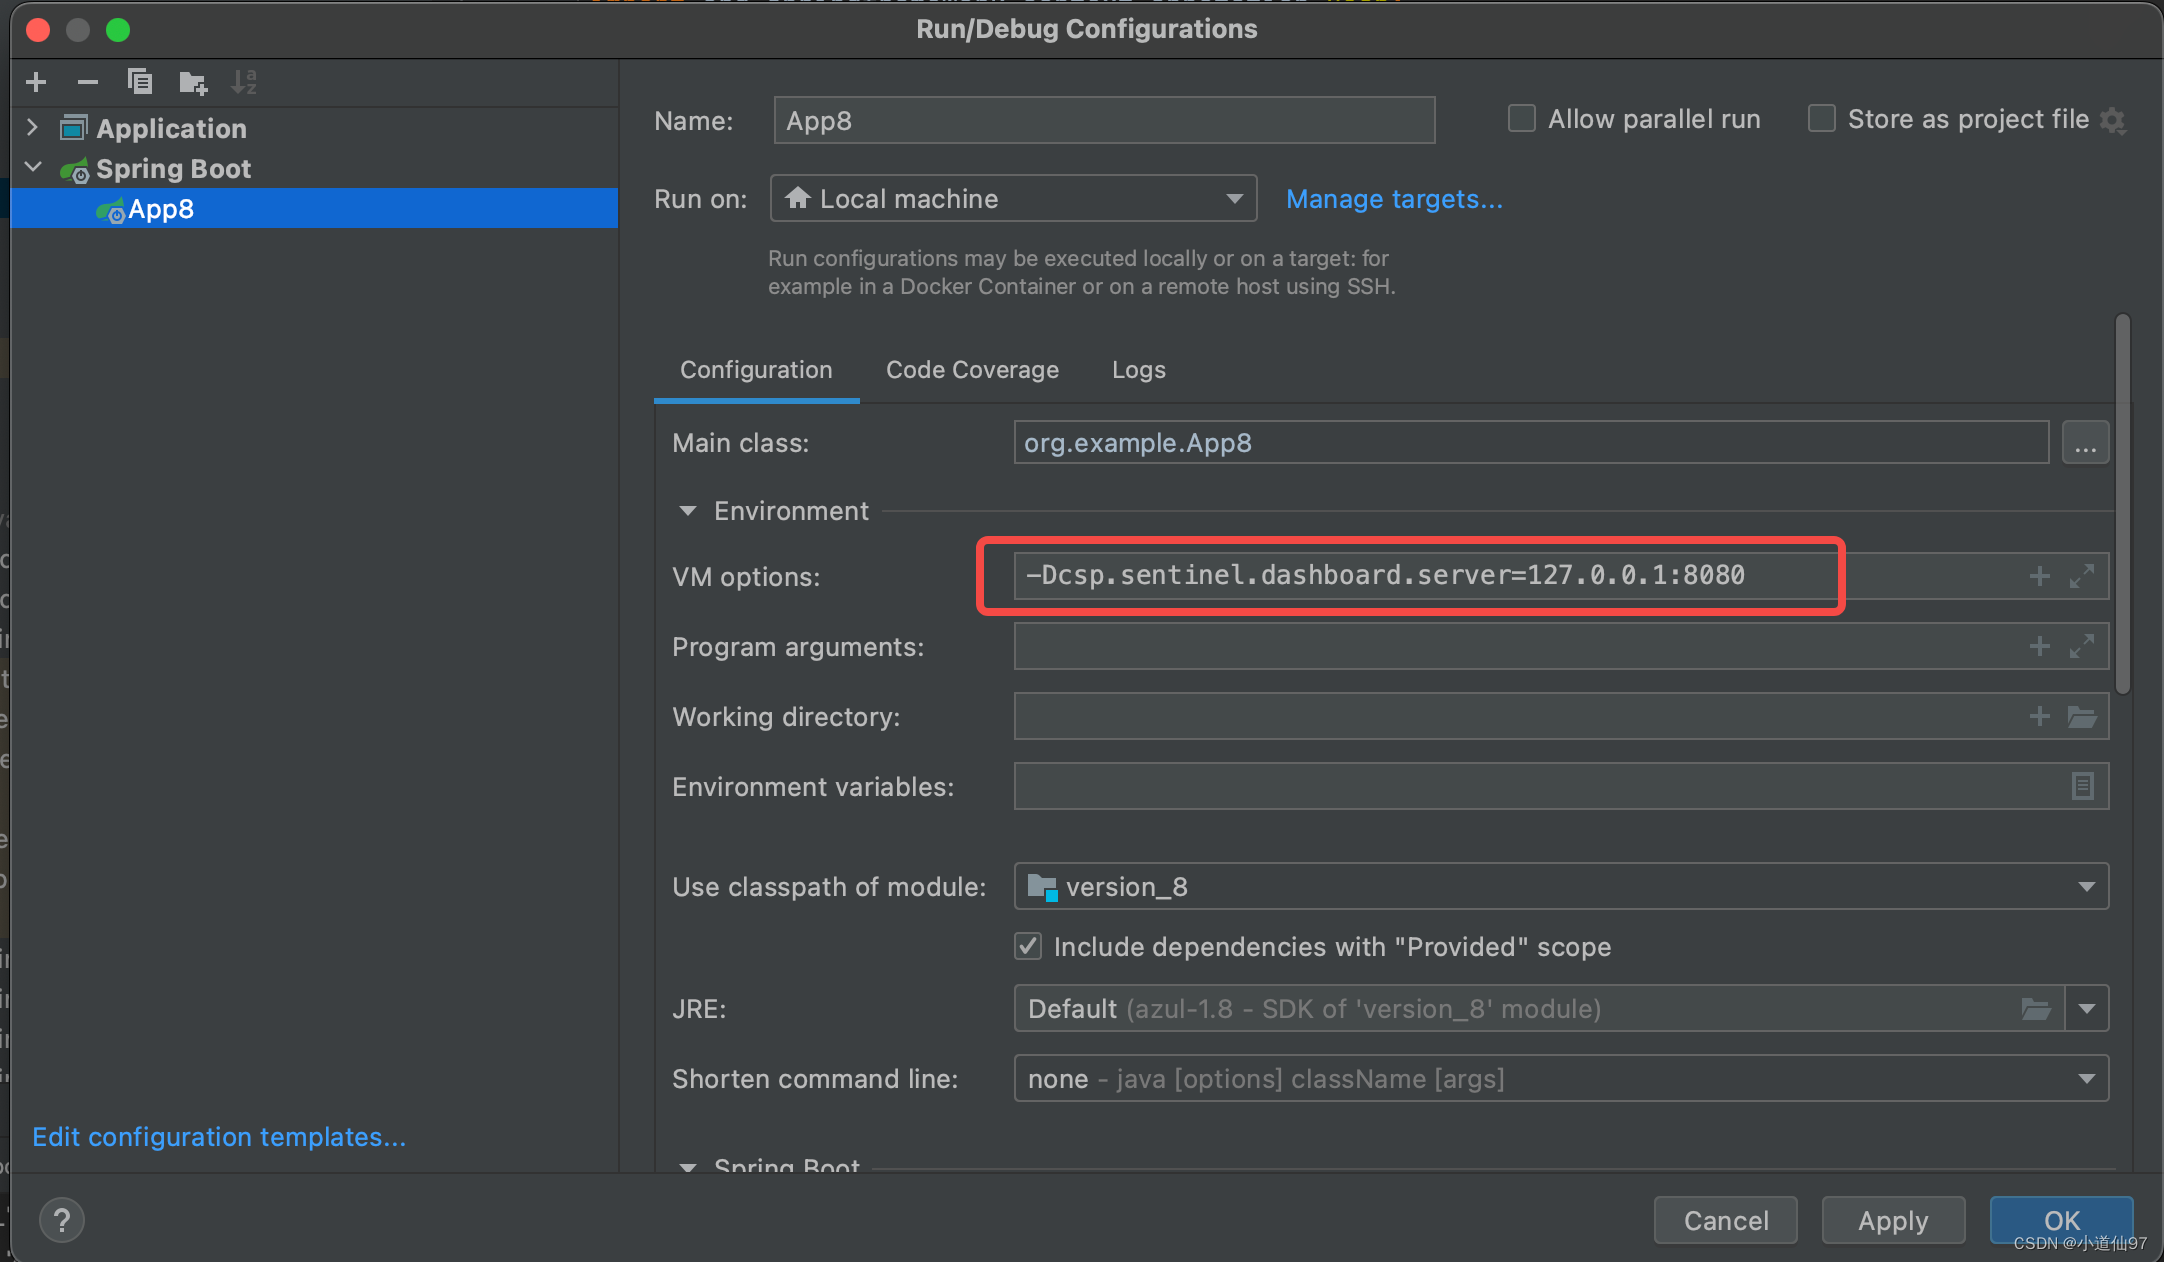 Run/Debug Configurations
Application
Spring Boot
App8
Name:
App8
Allow parallel run
Store as project file
Run on:
Local machine
Manage targets...
Run configurations may be executed locally or on a target: for
example in a Docker Container or on a remote host using SSH.
Configuration
Code Coverage
Logs
Main class:
org.example.App8
...
Environment
VM options:
-Dcsp.sentinel.dashboard.server=127.0.0.1:8080
Program arguments:
Working directory:
Environment variables:
Use classpath of module:
version_8
Include dependencies with "Provided" scope
JRE:
Default (azul-1.8 - SDK of 'version_8' module)
Shorten command line:
none - java [options] className [args]
Edit configuration templates...
Spring Boot
?
Cancel
Apply
OK
CSDN @小道仙97